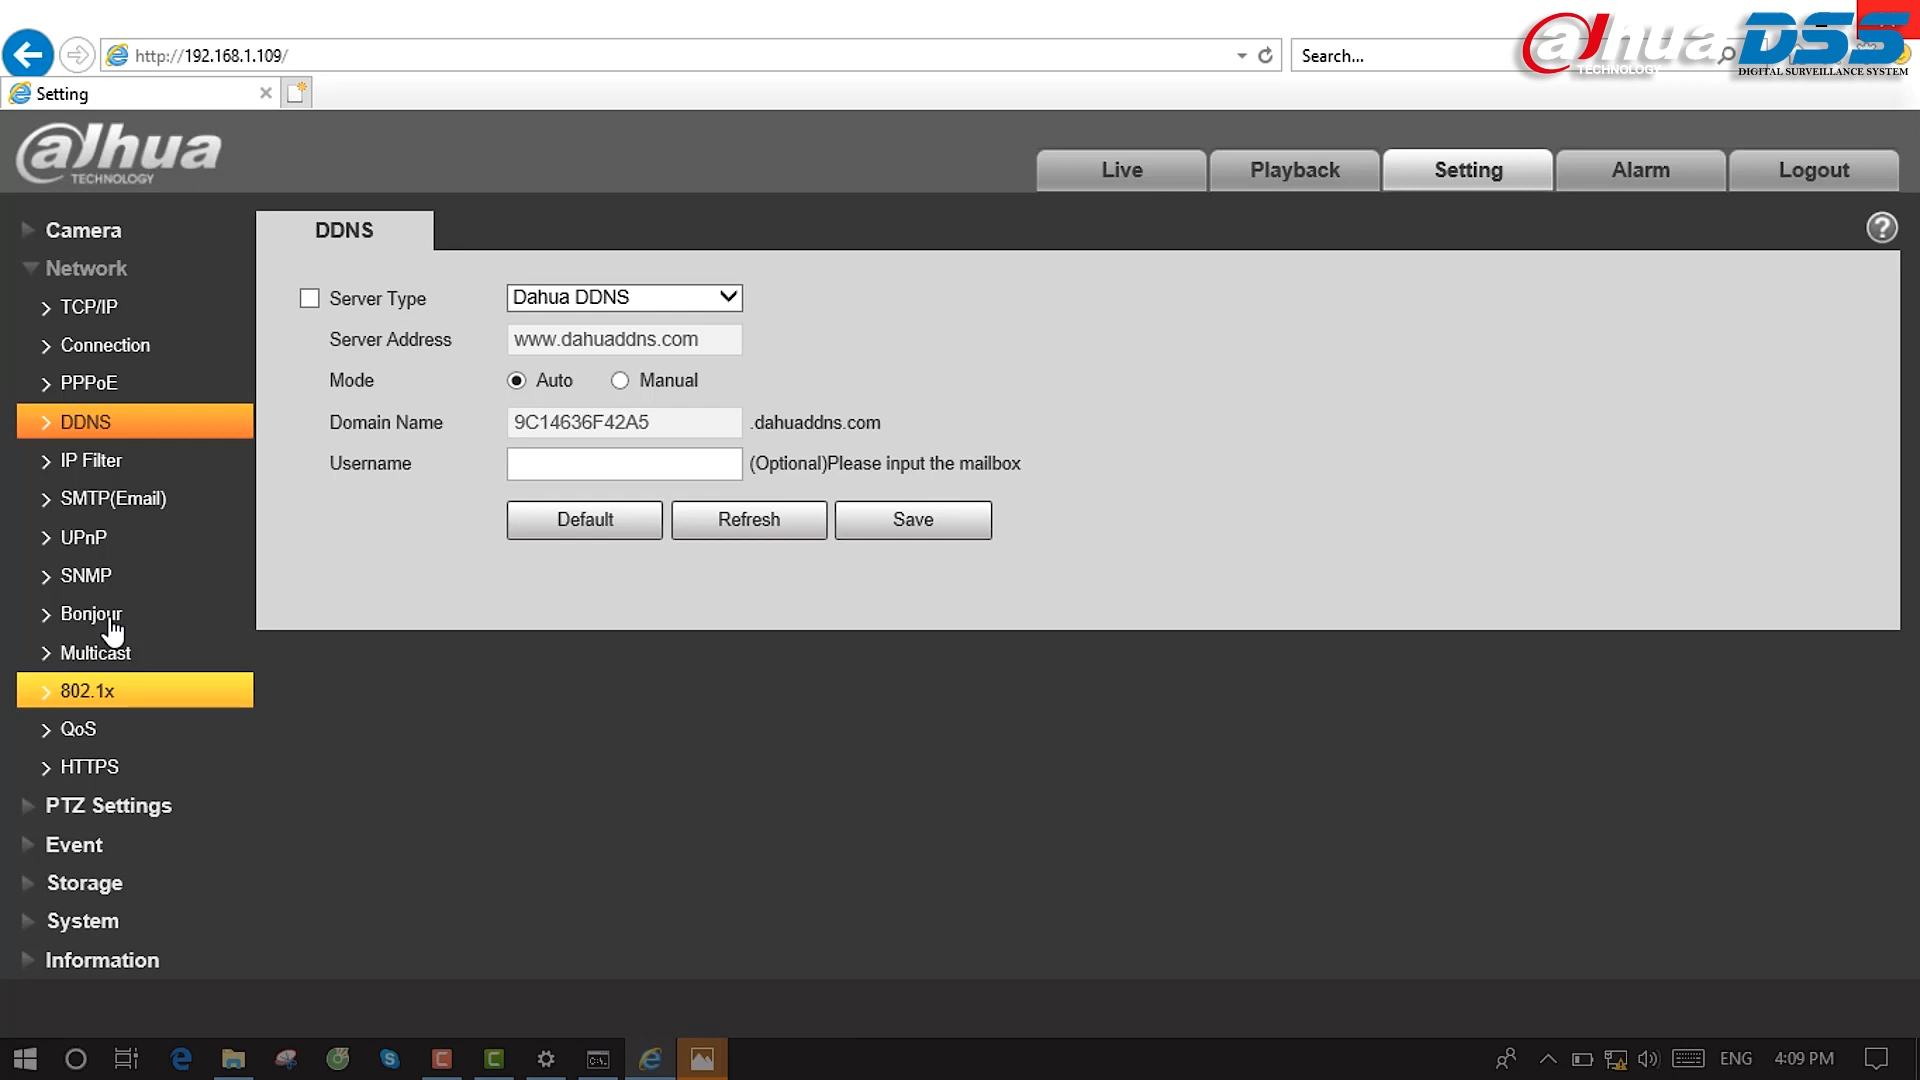 http://192.168.1.109/
Search...
alhua DSS
TECHNOLOGY DIGITAL SURVEILLANCE SYSTEM
Setting
alhua
TECHNOLOGY
Live Playback Setting Alarm Logout
Camera
Network
TCP/IP
Connection
PPPoE
DDNS
IP Filter
SMTP(Email)
UPnP
SNMP
Bonjour
Multicast
802.1x
QoS
HTTPS
PTZ Settings
Event
Storage
System
Information
DDNS
Server Type Dahua DDNS
Server Address www.dahuaddns.com
Mode Auto Manual
Domain Name 9C14636F42A5 .dahuaddns.com
Username (Optional)Please input the mailbox
Default Refresh Save
ENG 4:09 PM